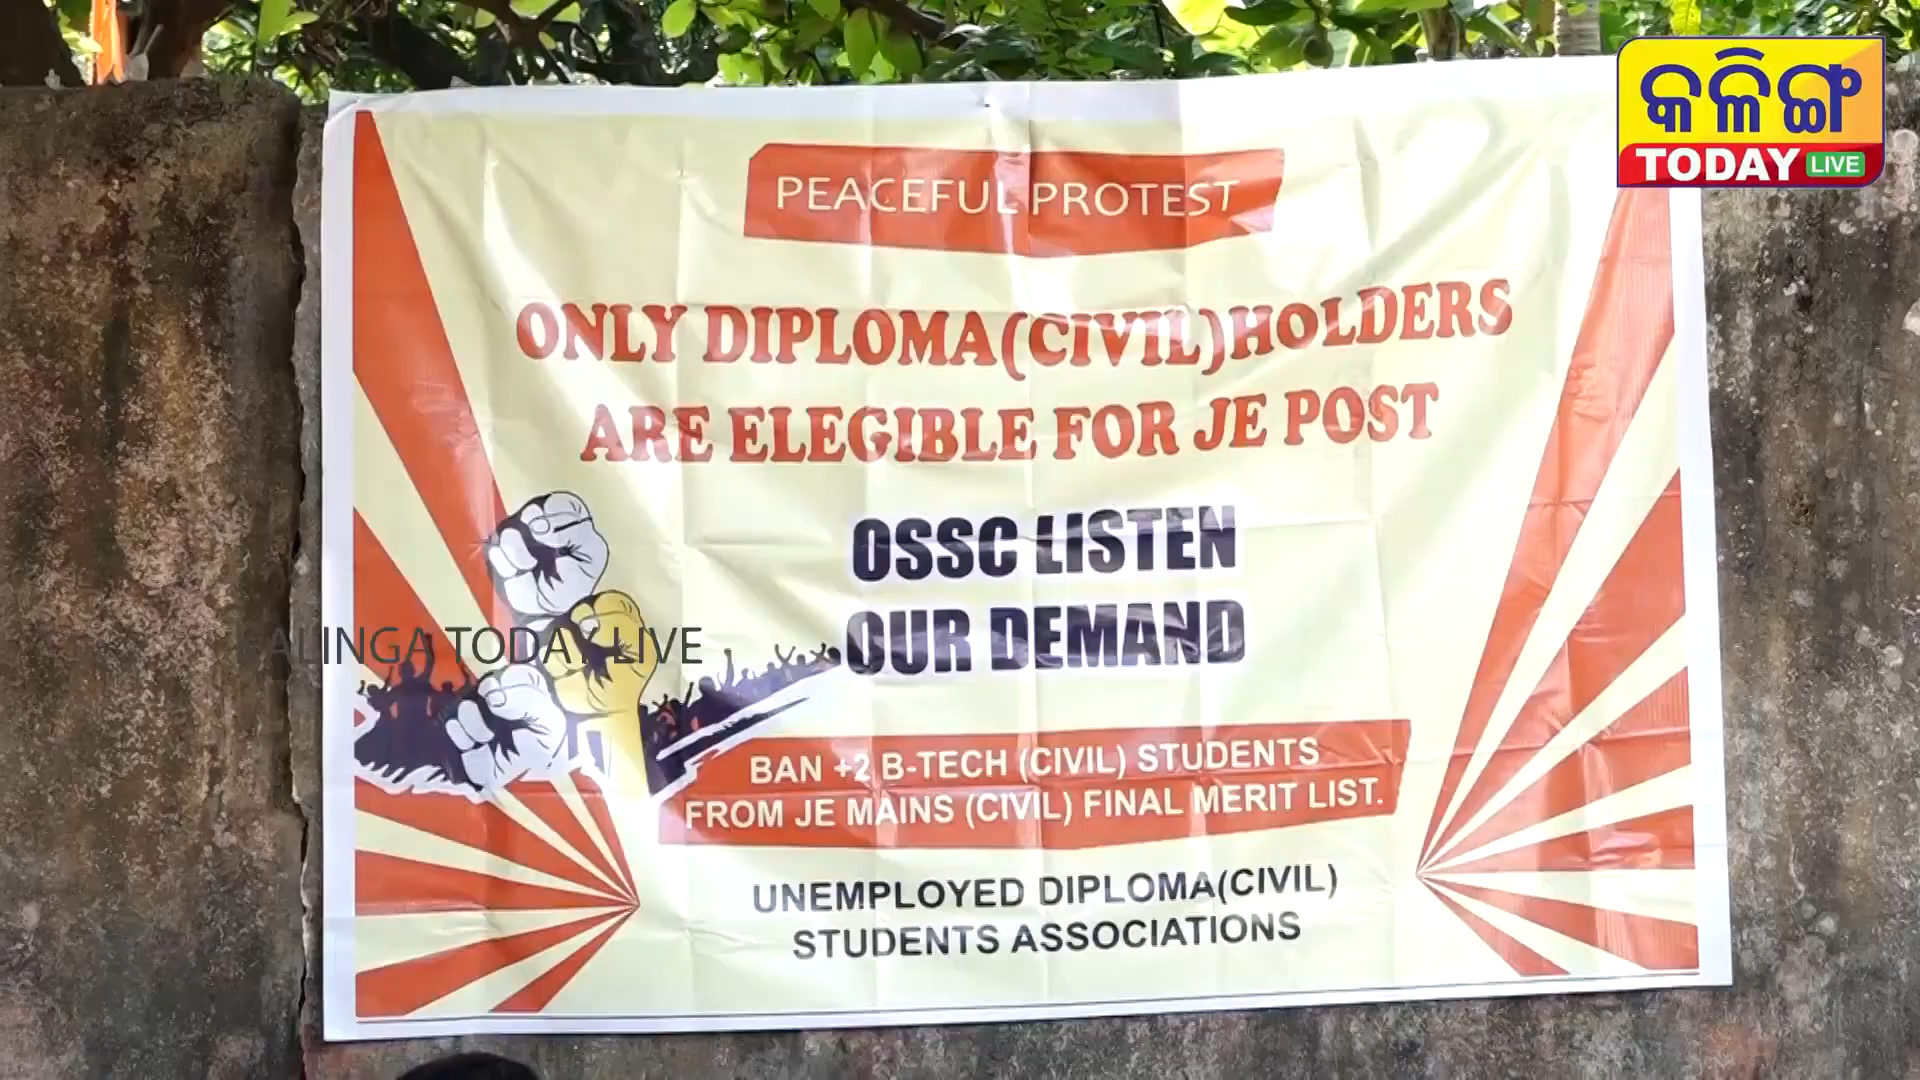 କଳିଙ୍ଗ
TODAY LIVE
PEACEFUL PROTEST
ONLY DIPLOMA(CIVIL)HOLDERS
ARE ELEGIBLE FOR JE POST
OSSC LISTEN
OUR DEMAND
ALINGA TODAY LIVE
BAN +2 B-TECH (CIVIL) STUDENTS
FROM JE MAINS (CIVIL) FINAL MERIT LIST.
UNEMPLOYED DIPLOMA(CIVIL)
STUDENTS ASSOCIATIONS